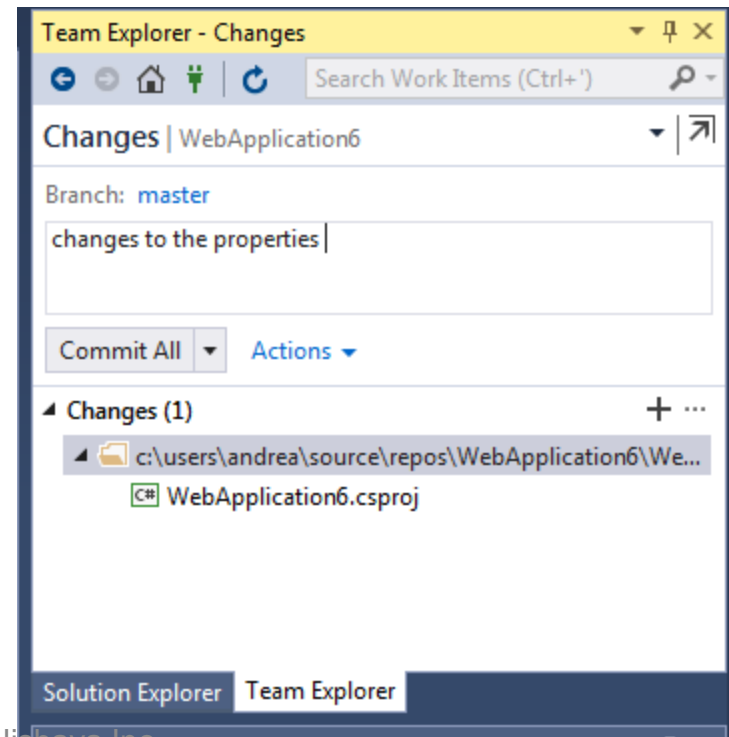 Team Explorer - Changes
Search Work Items (Ctrl+')
Changes | WebApplication6
Branch: master
changes to the properties
Commit All Actions
Changes (1)
c:\users\andrea\source\repos\WebApplication6\We...
C# WebApplication6.csproj
Solution Explorer Team Explorer